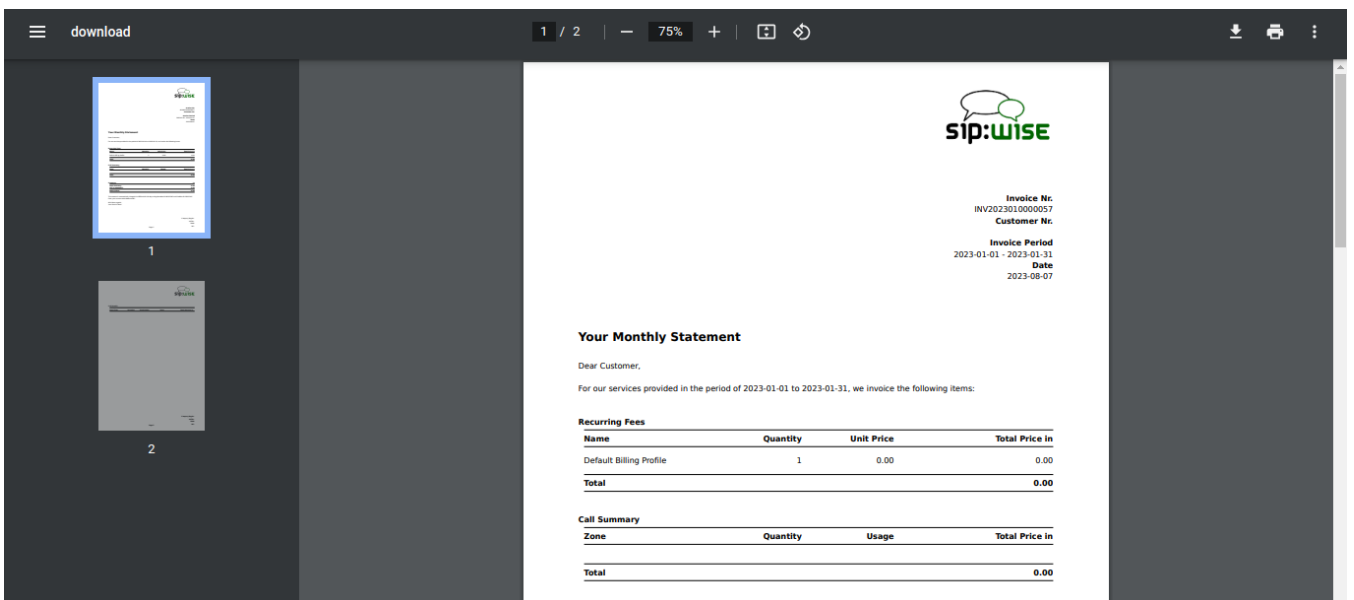 download
1 / 2
75%
1
2
sip:wise
Invoice Nr.
INV2023010000057
Customer Nr.
Invoice Period
2023-01-01 - 2023-01-31
Date
2023-08-07
Your Monthly Statement
Dear Customer,
For our services provided in the period of 2023-01-01 to 2023-01-31, we invoice the following items:
Recurring Fees
Name Quantity Unit Price Total Price in
Default Billing Profile 1 0.00 0.00
Total 0.00
Call Summary
Zone Quantity Usage Total Price in
Total 0.00